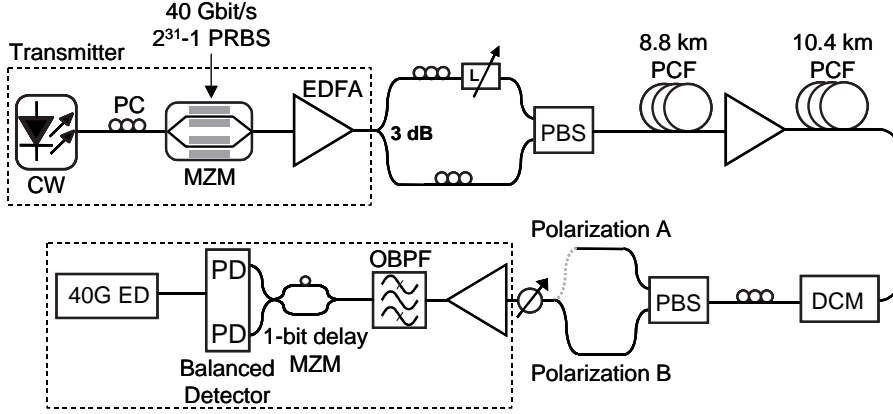 40 Gbit/s
2³¹-1 PRBS
Transmitter
PC
EDFA
MZM
CW
3 dB
L
PBS
8.8 km
PCF
10.4 km
PCF
40G ED
PD
PD
Balanced
Detector
1-bit delay
MZM
OBPF
Polarization A
Polarization B
PBS
DCM